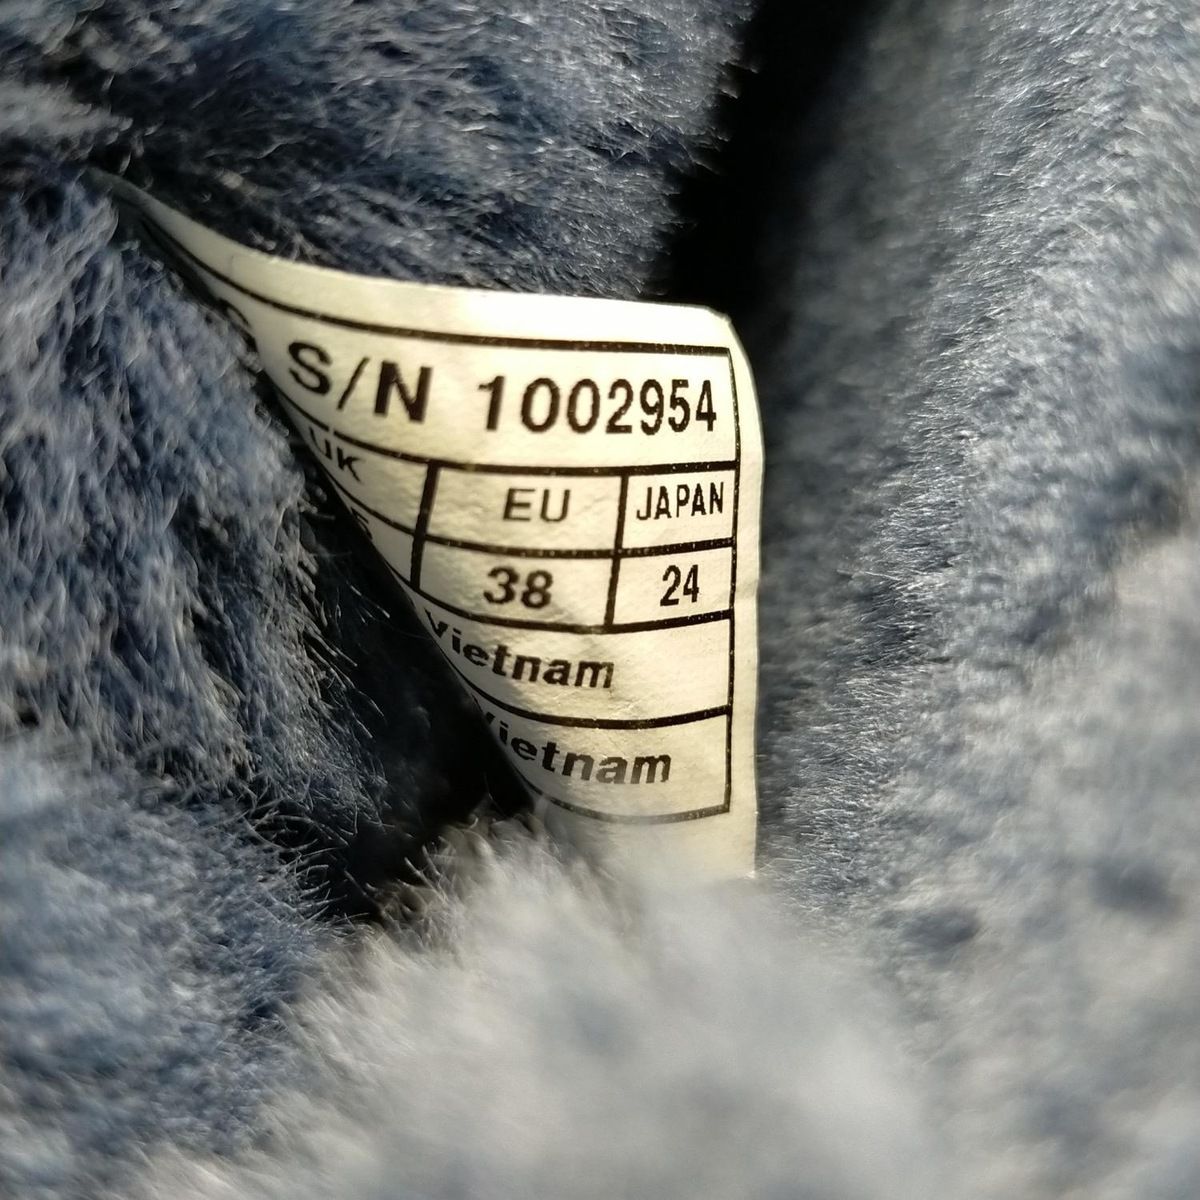 S/N 1002954
UK EU JAPAN
38 24
Vietnam
Vietnam